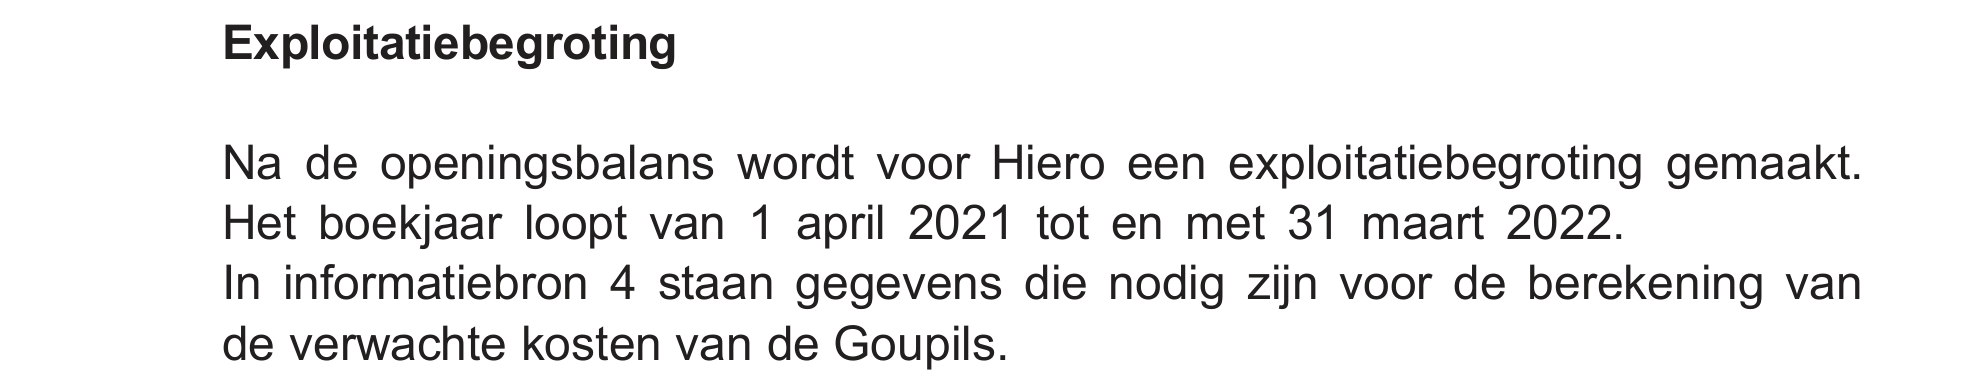 Exploitatiebegroting
Na de openingsbalans wordt voor Hiero een exploitatiebegroting gemaakt.
Het boekjaar loopt van 1 april 2021 tot en met 31 maart 2022.
In informatiebron 4 staan gegevens die nodig zijn voor de berekening van
de verwachte kosten van de Goupils.